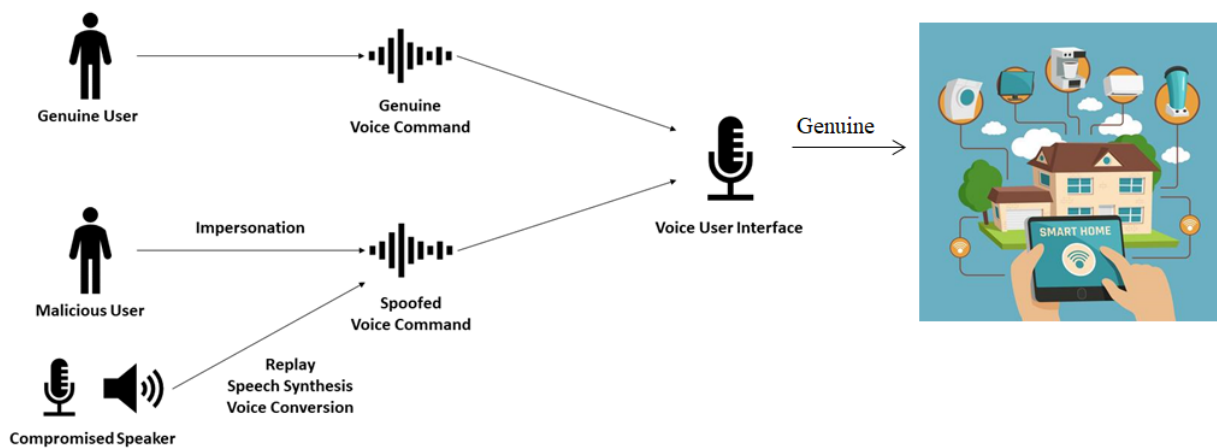 Genuine User
Genuine
Voice Command
Genuine
Voice User Interface
SMART HOME
Impersonation
Malicious User
Spoofed
Voice Command
Replay
Speech Synthesis
Voice Conversion
Compromised Speaker